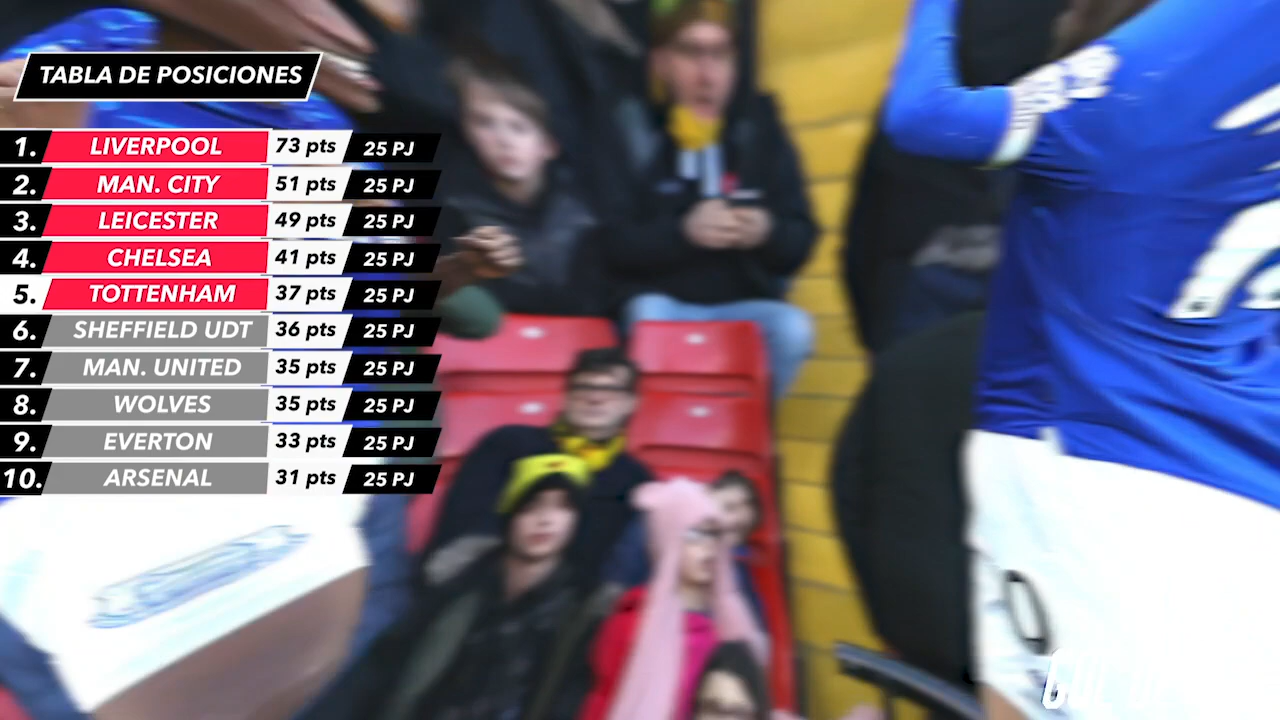 TABLA DE POSICIONES
1. LIVERPOOL 73 pts 25 PJ
2. MAN. CITY 51 pts 25 PJ
3. LEICESTER 49 pts 25 PJ
4. CHELSEA 41 pts 25 PJ
5. TOTTENHAM 37 pts 25 PJ
6. SHEFFIELD UDT 36 pts 25 PJ
7. MAN. UNITED 35 pts 25 PJ
8. WOLVES 35 pts 25 PJ
9. EVERTON 33 pts 25 PJ
10. ARSENAL 31 pts 25 PJ
GOL